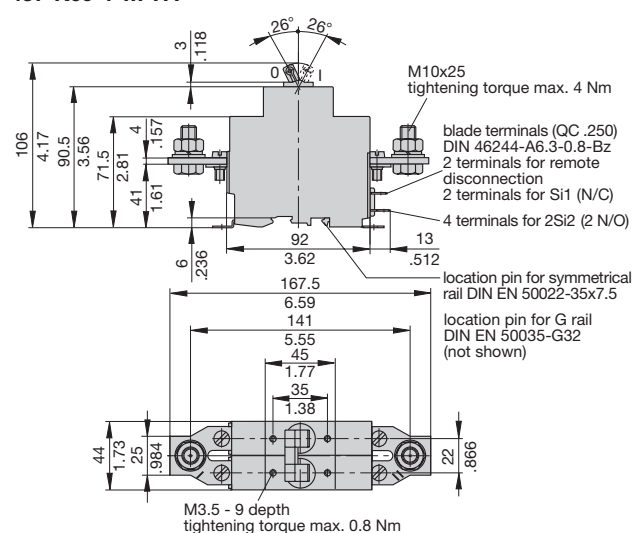 26° 26°
3
.118
0 I
M10x25
tightening torque max. 4 Nm
blade terminals (QC .250)
DIN 46244-A6.3-0.8-Bz
2 terminals for remote
disconnection
2 terminals for Si1 (N/C)
4 terminals for 2Si2 (2 N/O)
106
4.17
90.5
3.56
71.5
2.81
4
.157
41
1.61
6
.236
92
3.62
13
.512
location pin for symmetrical
rail DIN EN 50022-35x7.5
167.5
6.59
location pin for G rail
DIN EN 50035-G32
(not shown)
141
5.55
45
1.77
35
1.38
44
1.73
25
.984
22
.866
M3.5 - 9 depth
tightening torque max. 0.8 Nm